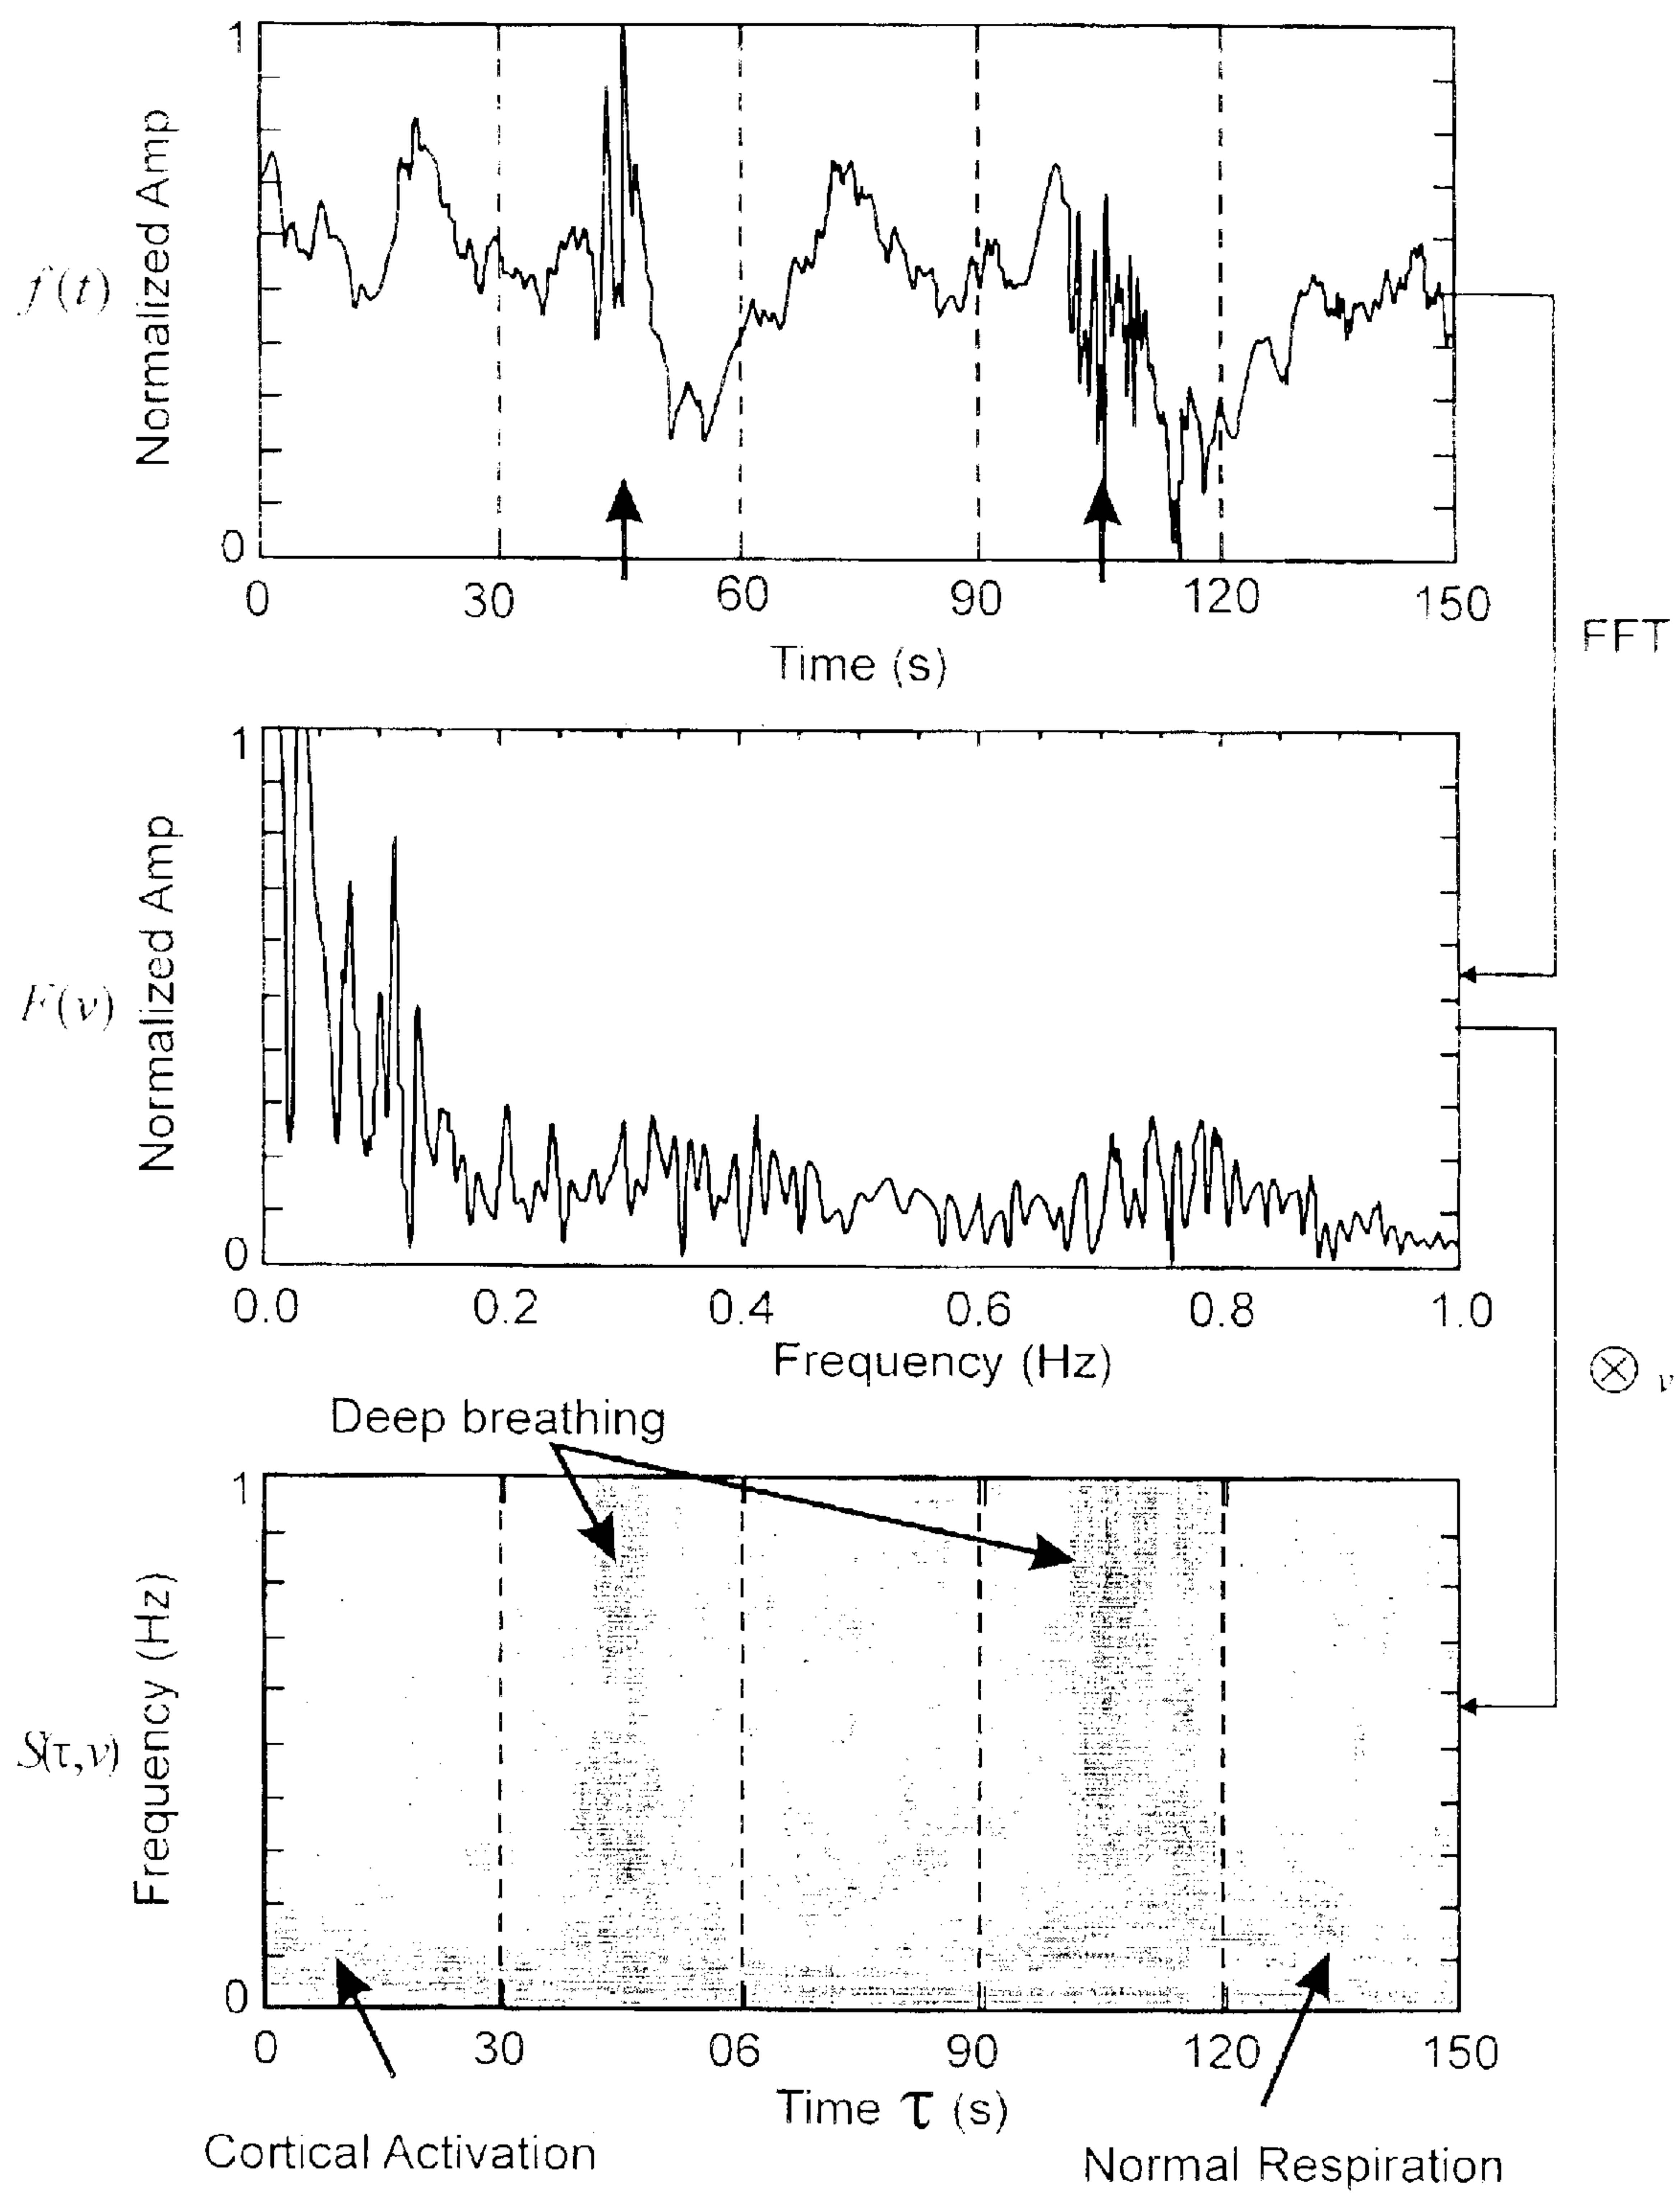 1
Normalized Amp
f(t)
0
0 30 60 90 120 150
Time (s)
FFT
1
Normalized Amp
F(ν)
0
0.0 0.2 0.4 0.6 0.8 1.0
Frequency (Hz)
⊗ ν
Deep breathing
1
Frequency (Hz)
S(τ,ν)
0
0 30 06 90 120 150
Time τ (s)
Cortical Activation
Normal Respiration